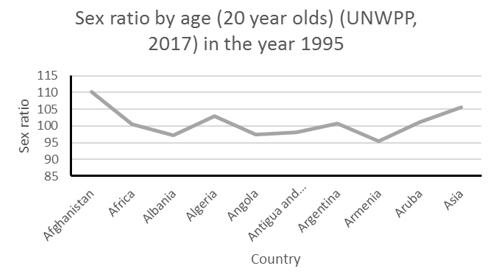 Sex ratio by age (20 year olds) (UNWPP,
2017) in the year 1995
115
110
105
100
95
90
85
Sex ratio
Afghanistan
Africa
Albania
Algeria
Angola
Antigua and...
Argentina
Armenia
Aruba
Asia
Country